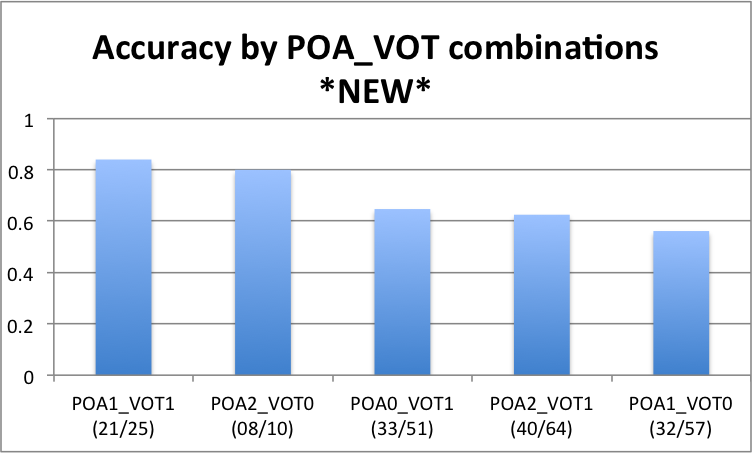 Accuracy by POA_VOT combinations
*NEW*
1
0.8
0.6
0.4
0.2
0
POA1_VOT1 POA2_VOT0 POA0_VOT1 POA2_VOT1 POA1_VOT0
(21/25) (08/10) (33/51) (40/64) (32/57)